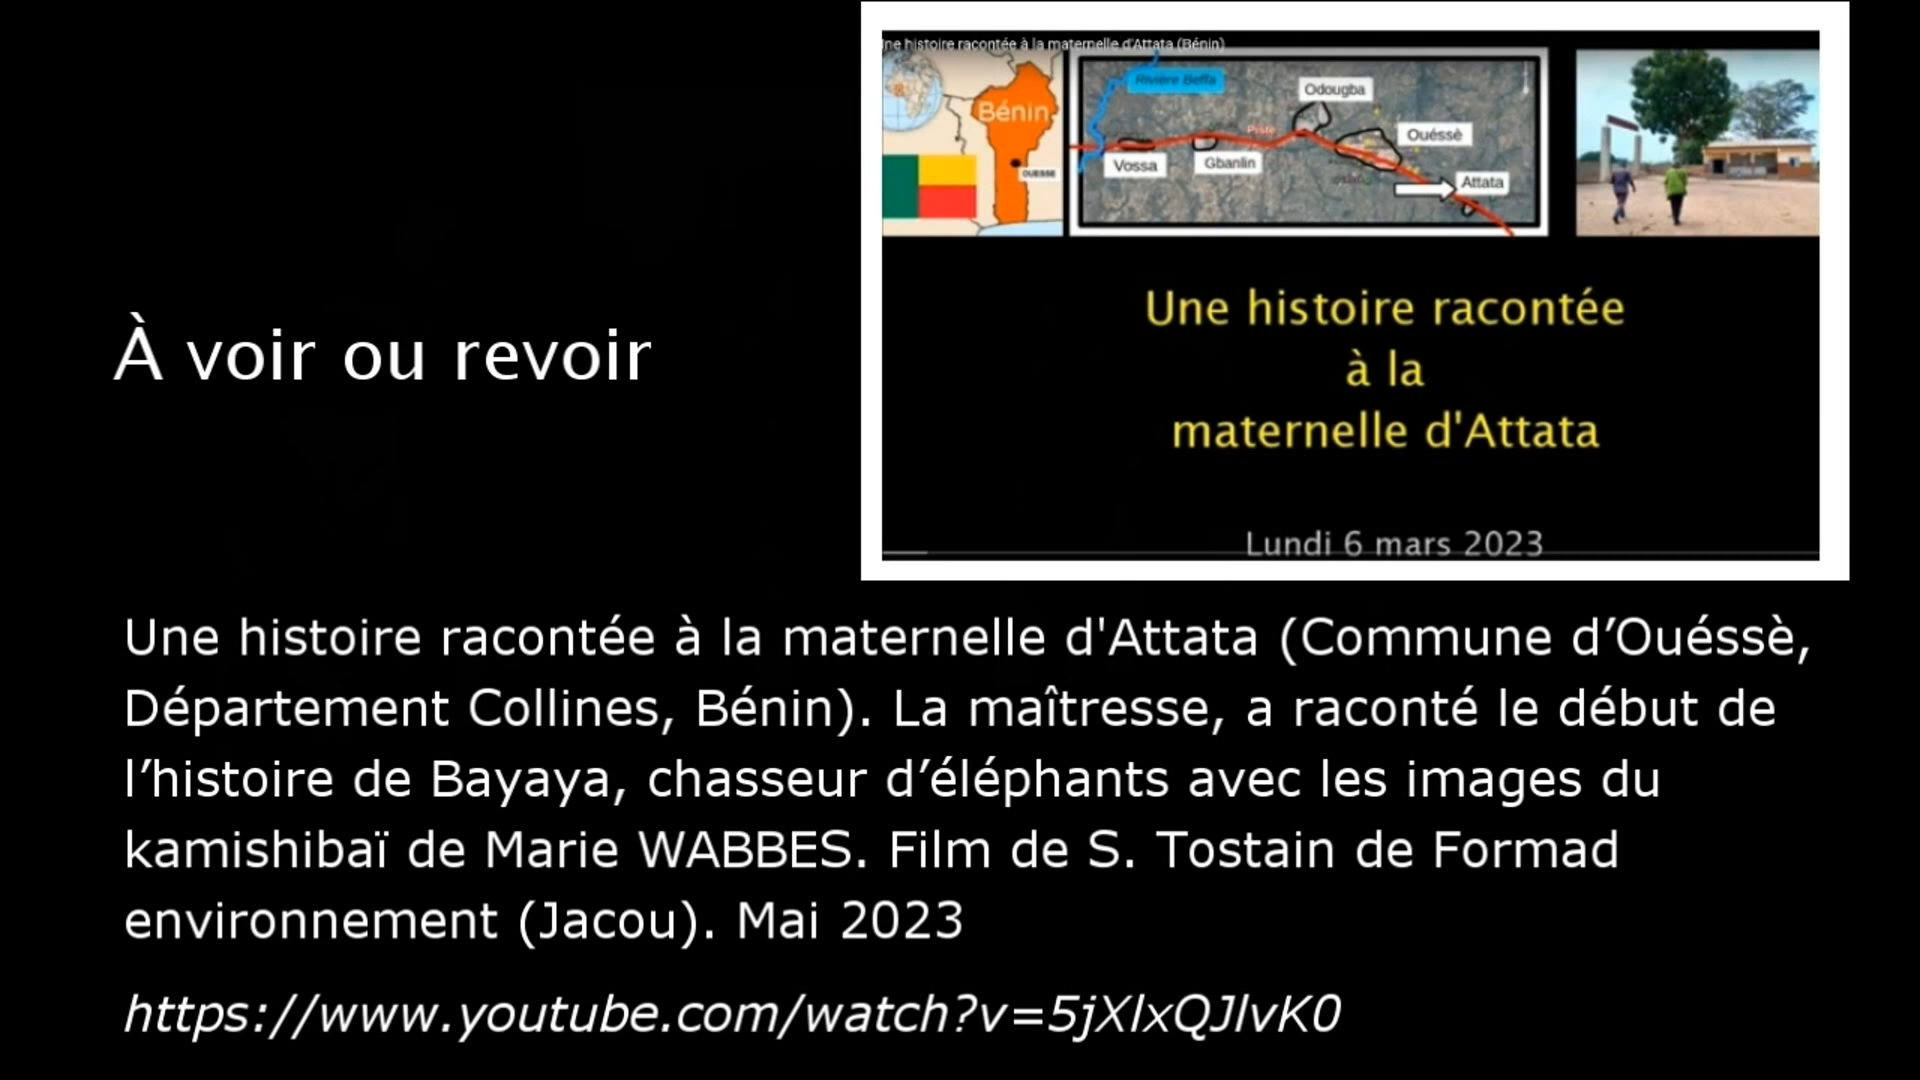 Une histoire racontée à la maternelle d'Attata (Bénin)
Rivière Beffa
Odougba
Bénin
Piste
Ouéssè
Vossa
Gbanlin
OUESSE
Attata
Une histoire racontée
à la
maternelle d'Attata
À voir ou revoir
Lundi 6 mars 2023
Une histoire racontée à la maternelle d'Attata (Commune d’Ouéssè,
Département Collines, Bénin). La maîtresse, a raconté le début de
l’histoire de Bayaya, chasseur d’éléphants avec les images du
kamishibaï de Marie WABBES. Film de S. Tostain de Formad
environnement (Jacou). Mai 2023
https://www.youtube.com/watch?v=5jXlxQJlvK0